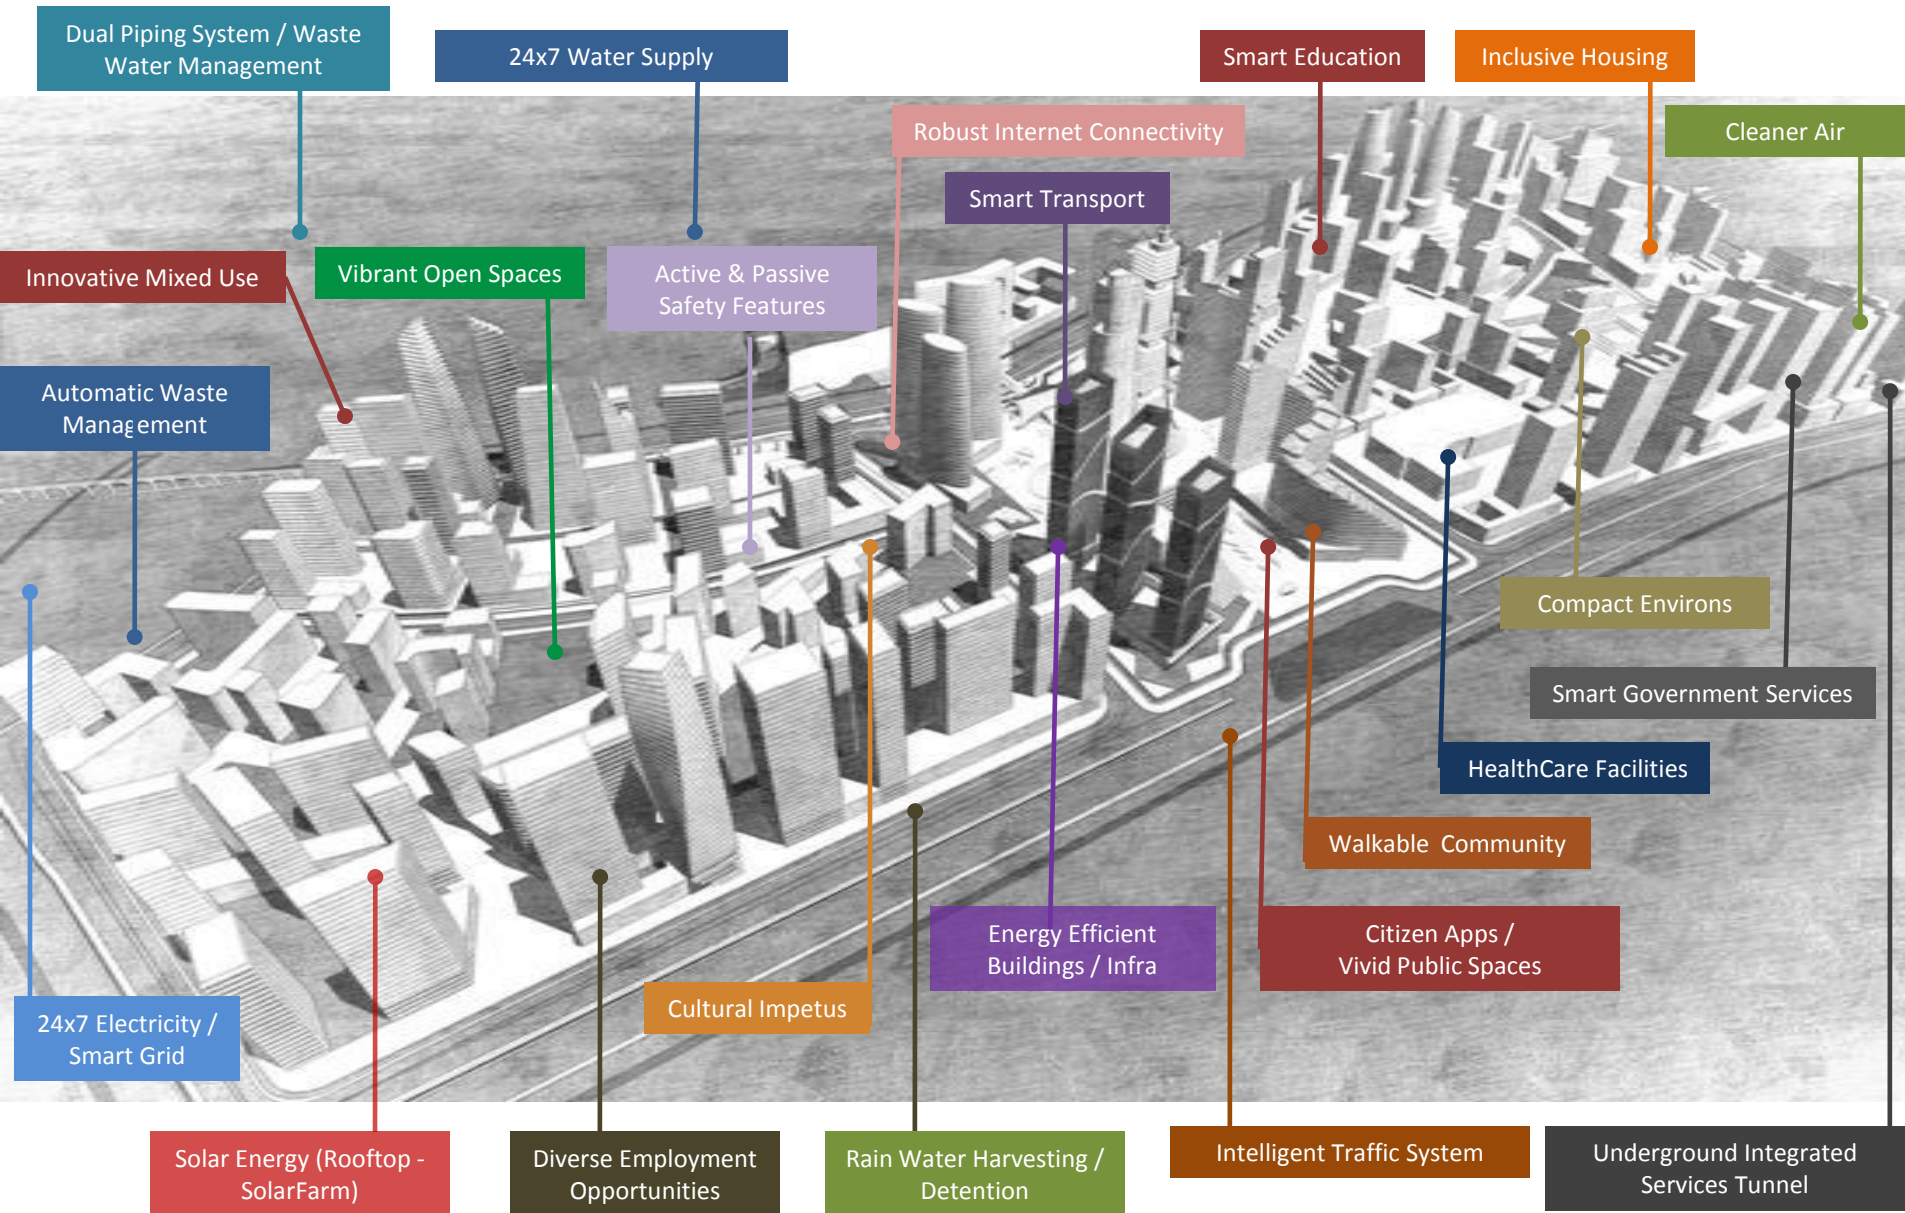 Dual Piping System / Waste
Water Management
24x7 Water Supply
Smart Education
Inclusive Housing
Robust Internet Connectivity
Cleaner Air
Smart Transport
Innovative Mixed Use
Vibrant Open Spaces
Active & Passive
Safety Features
Automatic Waste
Management
Compact Environs
Smart Government Services
HealthCare Facilities
Walkable  Community
Energy Efficient
Buildings / Infra
Citizen Apps /
Vivid Public Spaces
Cultural Impetus
24x7 Electricity /
Smart Grid
Solar Energy (Rooftop -
SolarFarm)
Diverse Employment
Opportunities
Rain Water Harvesting /
Detention
Intelligent Traffic System
Underground Integrated
Services Tunnel